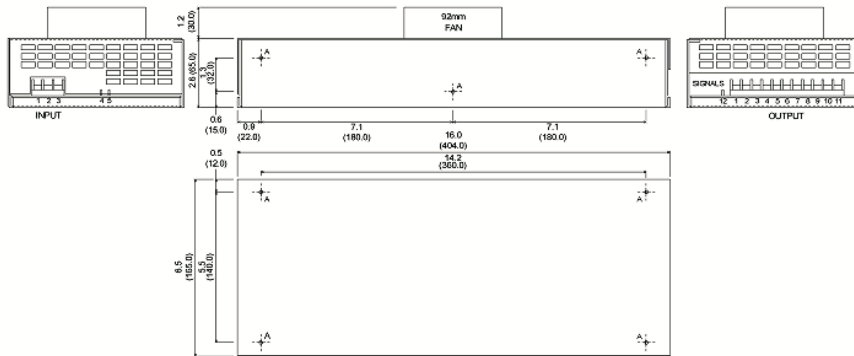 1.2
(30.0)
92mm
FAN
2.6 (65.0)
1.3
(32.0)
A
A
A
1 2 3
4 5
INPUT
SIGNALS
12 1 2 3 4 5 6 7 8 9 10 11
OUTPUT
0.6
(15.0)
0.9
(22.0)
7.1
(180.0)
16.0
(404.0)
7.1
(180.0)
0.5
(12.0)
14.2
(360.0)
A
A
6.5
(165.0)
5.5
(140.0)
A
A